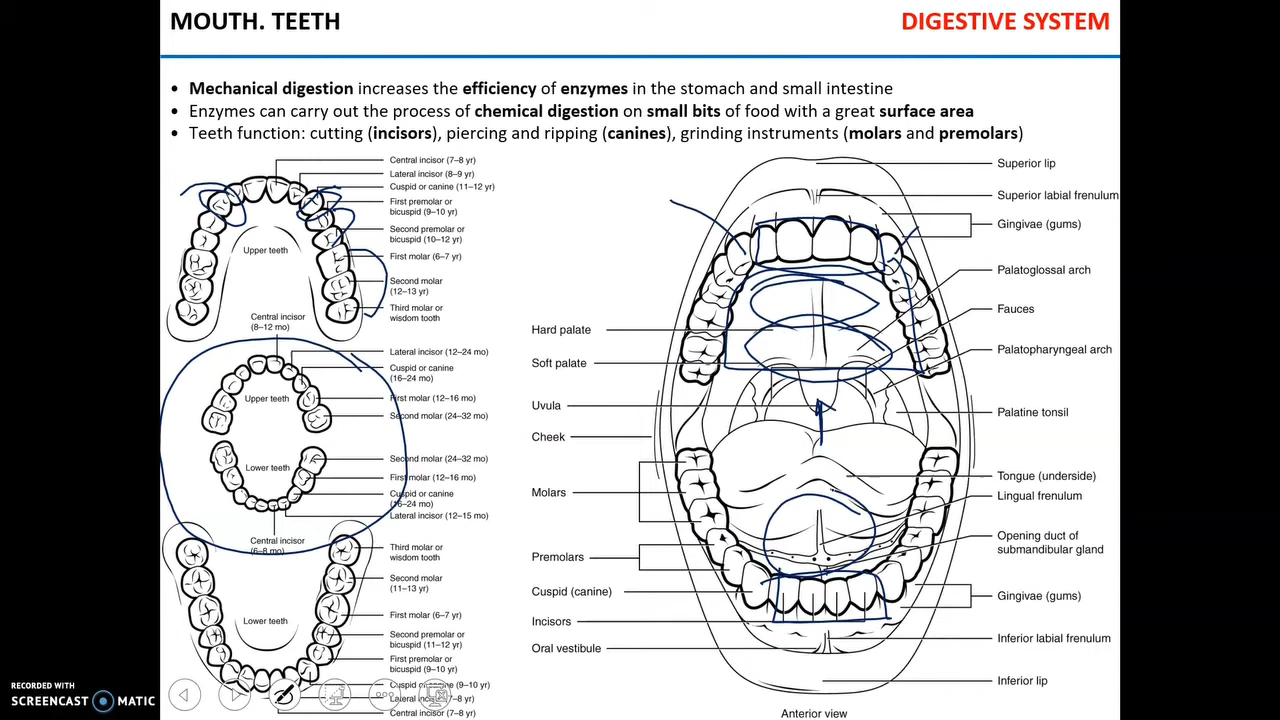 MOUTH. TEETH
DIGESTIVE SYSTEM
• Mechanical digestion increases the efficiency of enzymes in the stomach and small intestine
• Enzymes can carry out the process of chemical digestion on small bits of food with a great surface area
• Teeth function: cutting (incisors), piercing and ripping (canines), grinding instruments (molars and premolars)
Central incisor (7–8 yr)
Lateral incisor (8–9 yr)
Cuspid or canine (11–12 yr)
First premolar or
bicuspid (9–10 yr)
Second premolar or
bicuspid (10–12 yr)
Upper teeth
First molar (6–7 yr)
Second molar
(12–13 yr)
Third molar or
wisdom tooth
Central incisor
(8–12 mo)
Lateral incisor (12–24 mo)
Cuspid or canine
(16–24 mo)
Upper teeth
First molar (12–16 mo)
Second molar (24–32 mo)
Lower teeth
Second molar (24–32 mo)
First molar (12–16 mo)
Cuspid or canine
(16–24 mo)
Lateral incisor (12–15 mo)
Central incisor
(6–8 mo)
Third molar or
wisdom tooth
Second molar
(11–13 yr)
Lower teeth
First molar (6–7 yr)
Second premolar or
bicuspid (11–12 yr)
First premolar or
bicuspid (9–10 yr)
Cuspid or canine (9–10 yr)
Lateral incisor (7–8 yr)
Central incisor (7–8 yr)
Superior lip
Superior labial frenulum
Gingivae (gums)
Palatoglossal arch
Fauces
Palatopharyngeal arch
Palatine tonsil
Tongue (underside)
Lingual frenulum
Opening duct of
submandibular gland
Gingivae (gums)
Inferior labial frenulum
Inferior lip
Hard palate
Soft palate
Uvula
Cheek
Molars
Premolars
Cuspid (canine)
Incisors
Oral vestibule
Anterior view
RECORDED WITH
SCREENCAST MATIC